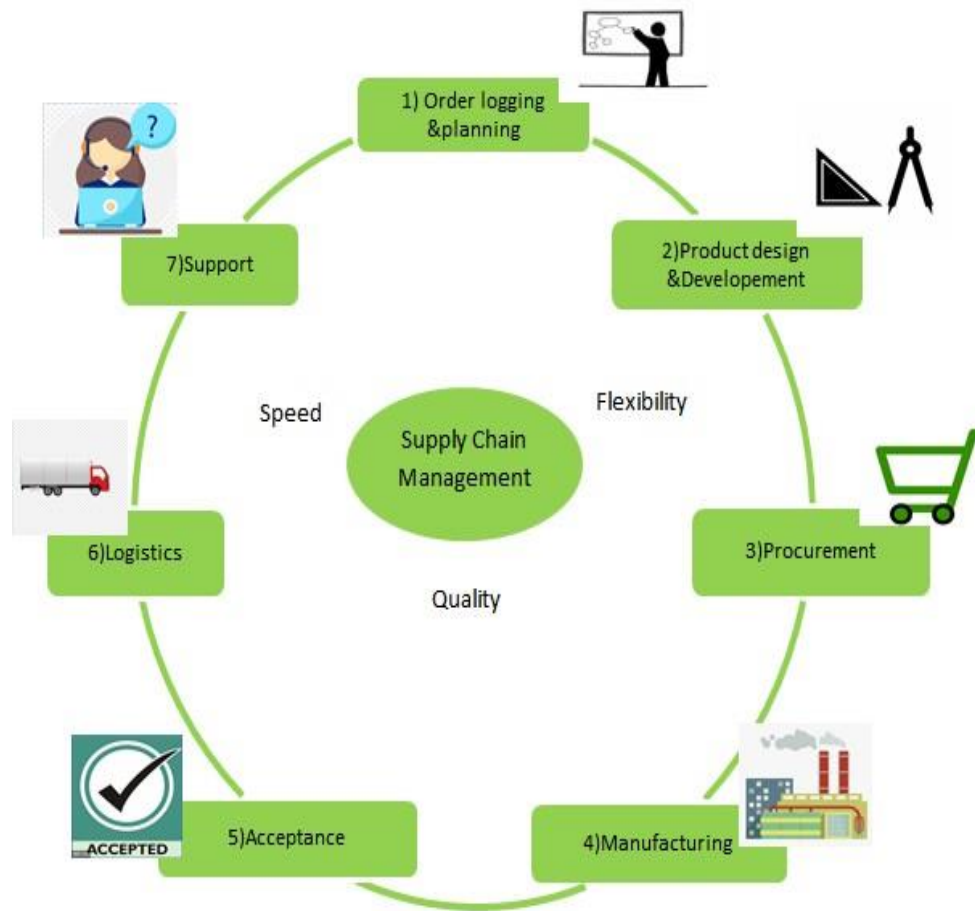 1) Order logging
&planning
2)Product design
&Developement
3)Procurement
4)Manufacturing
5)Acceptance
6)Logistics
7)Support
?
Speed
Flexibility
Quality
Supply Chain
Management
ACCEPTED